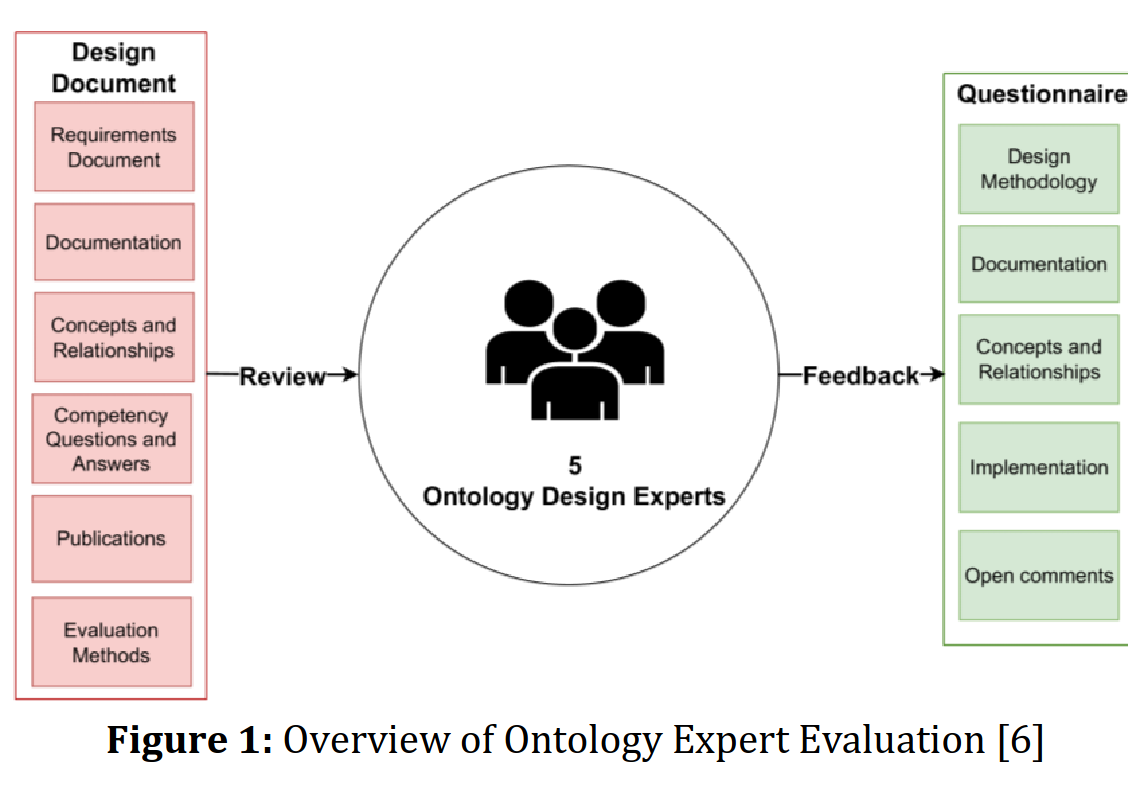 Design
Document
Requirements
Document
Documentation
Concepts and
Relationships
Competency
Questions and
Answers
Publications
Evaluation
Methods
Review
5
Ontology Design Experts
Feedback
Questionnaire
Design
Methodology
Documentation
Concepts and
Relationships
Implementation
Open comments
Figure 1: Overview of Ontology Expert Evaluation [6]